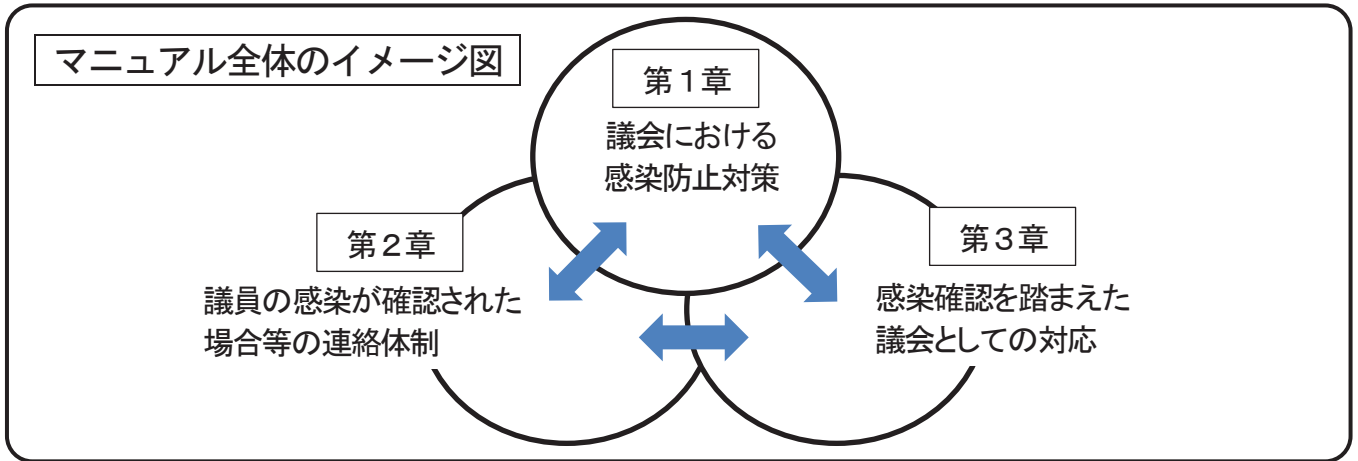 マニュアル全体のイメージ図
第１章
議会における
感染防止対策
第２章
議員の感染が確認された
場合等の連絡体制
第３章
感染確認を踏まえた
議会としての対応